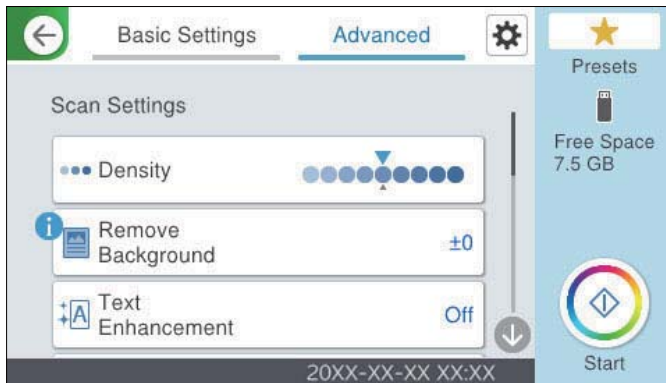 Basic Settings
Advanced
Presets
Scan Settings
Free Space
7.5 GB
Density
i
Remove
Background
±0
A
Text
Enhancement
Off
20XX-XX-XX XX:XX
Start